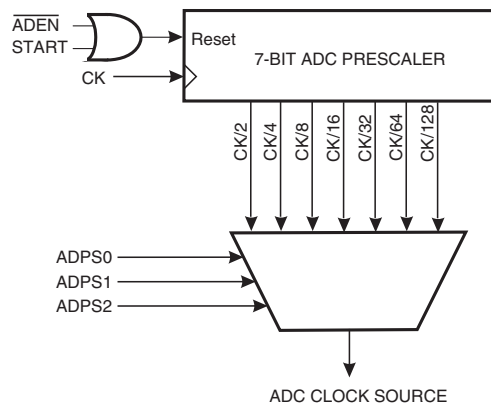 ADEN
START
Reset
7-BIT ADC PRESCALER
CK
CK/2
CK/4
CK/8
CK/16
CK/32
CK/64
CK/128
ADPS0
ADPS1
ADPS2
ADC CLOCK SOURCE